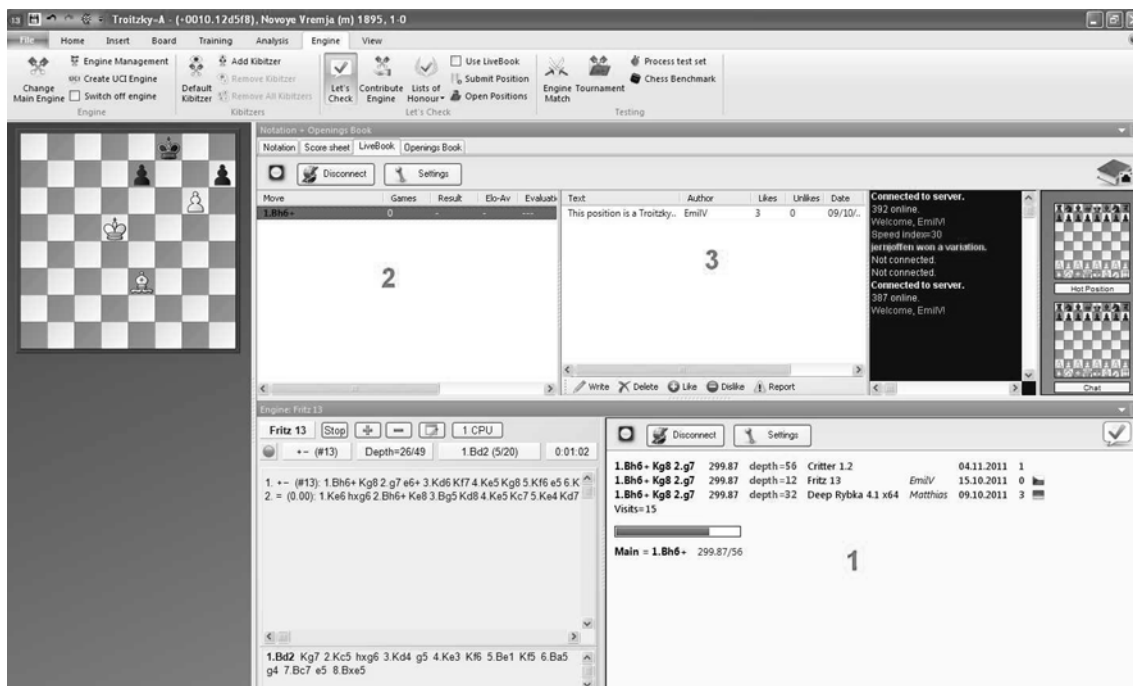 13 Troitzky-A - (+0010.12d5f8), Novoye Vremja (m) 1895, 1-0
File Home Insert Board Training Analysis Engine View
Change Main Engine
Engine Management
UCI Create UCI Engine
Switch off engine
Engine
Default Kibitzer
Add Kibitzer
Remove Kibitzer
Remove All Kibitzers
Kibitzers
Let's Check
Contribute Engine
Lists of Honour
Use LiveBook
Submit Position
Open Positions
Let's Check
Engine Match
Tournament
Process test set
Chess Benchmark
Testing
Notation + Openings Book
Notation Score sheet LiveBook Openings Book
Disconnect Settings
Move Games Result Elo-Av Evaluati
1.Bh6+ 0 - - ---
2
Text Author Likes Unlikes Date
This position is a Troitzky.. EmilV 3 0 09/10/..
3
Write Delete Like Dislike Report
Connected to server.
392 online.
Welcome, EmilV!
Speed Index=30
jernjoffen won a variation.
Not connected.
Not connected.
Connected to server.
387 online.
Welcome, EmilV!
Hot Position
Chat
Engine: Fritz 13
Fritz 13 Stop 1 CPU
+- (#13) Depth=26/49 1.Bd2 (5/20) 0:01:02
1. +- (#13): 1.Bh6+ Kg8 2.g7 e6+ 3.Kd6 Kf7 4.Ke5 Kg8 5.Kf6 e5 6.K
2. = (0.00): 1.Ke6 hxg6 2.Bh6+ Ke8 3.Bg5 Kd8 4.Ke5 Kc7 5.Ke4 Kd7
1.Bd2 Kg7 2.Kc5 hxg6 3.Kd4 g5 4.Ke3 Kf6 5.Be1 Kf5 6.Ba5
g4 7.Bc7 e5 8.Bxe5
Disconnect Settings
1.Bh6+ Kg8 2.g7 299.87 depth=56 Critter 1.2 04.11.2011 1
1.Bh6+ Kg8 2.g7 299.87 depth=12 Fritz 13 EmilV 15.10.2011 0
1.Bh6+ Kg8 2.g7 299.87 depth=32 Deep Rybka 4.1 x64 Matthias 09.10.2011 3
Visits=15
Main = 1.Bh6+ 299.87/56
1